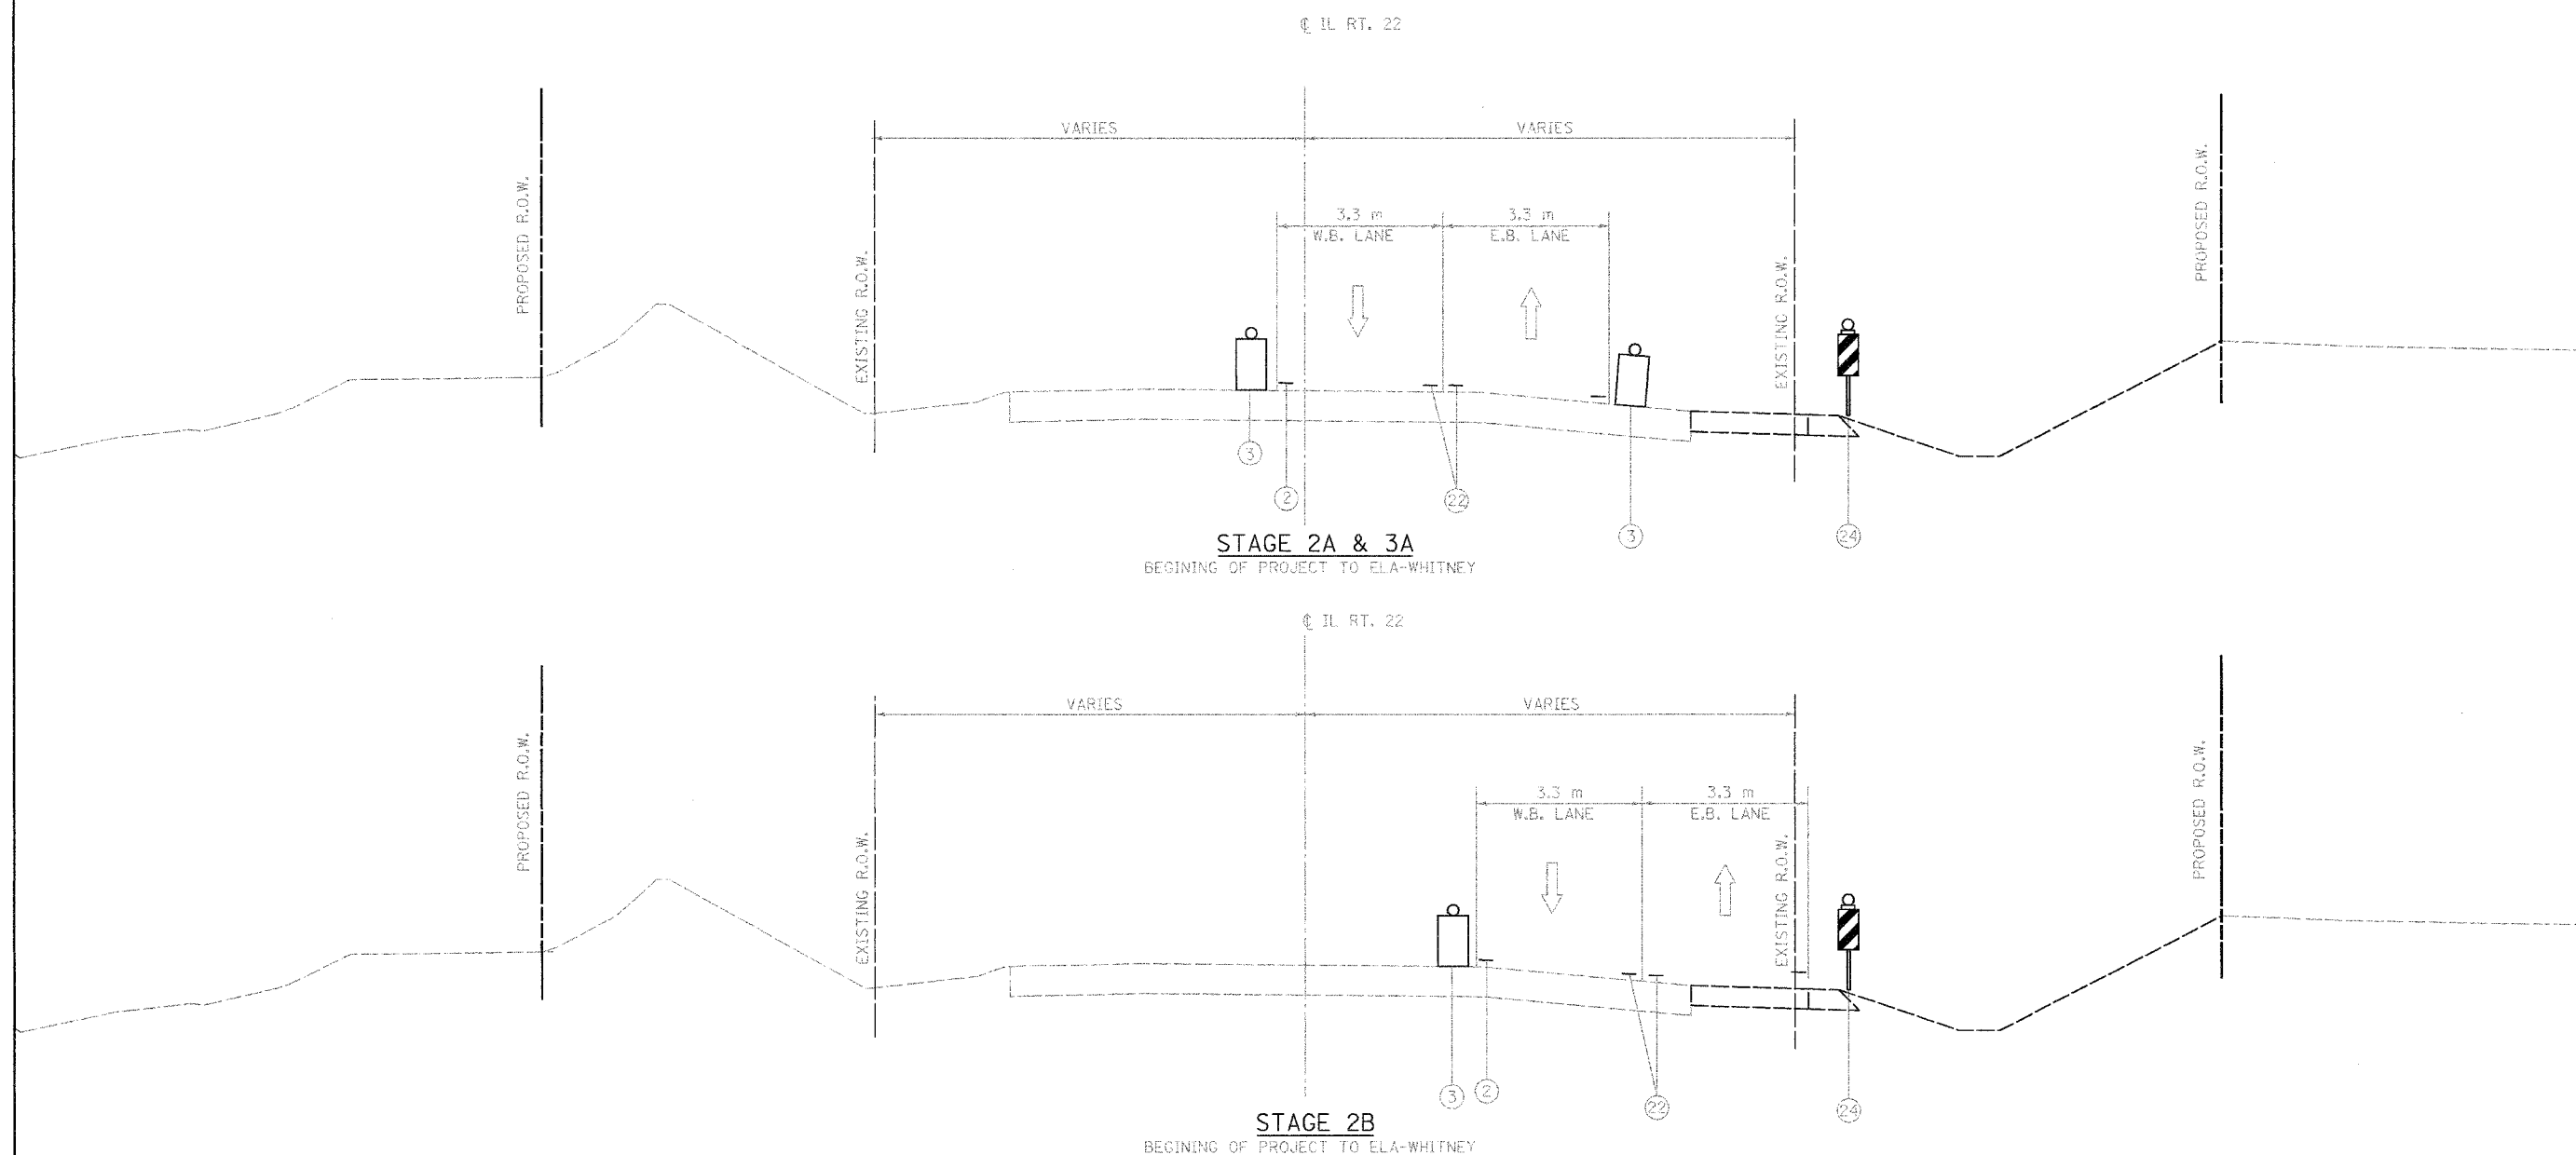 ℄ IL RT. 22
VARIES
VARIES
PROPOSED R.O.W.
EXISTING R.O.W.
3.3 m
W.B. LANE
3.3 m
E.B. LANE
EXISTING R.O.W.
PROPOSED R.O.W.
3
2
22
3
24
STAGE 2A & 3A
BEGINING OF PROJECT TO ELA-WHITNEY
℄ IL RT. 22
VARIES
VARIES
PROPOSED R.O.W.
EXISTING R.O.W.
3.3 m
W.B. LANE
3.3 m
E.B. LANE
EXISTING R.O.W.
PROPOSED R.O.W.
3
2
22
24
STAGE 2B
BEGINING OF PROJECT TO ELA-WHITNEY